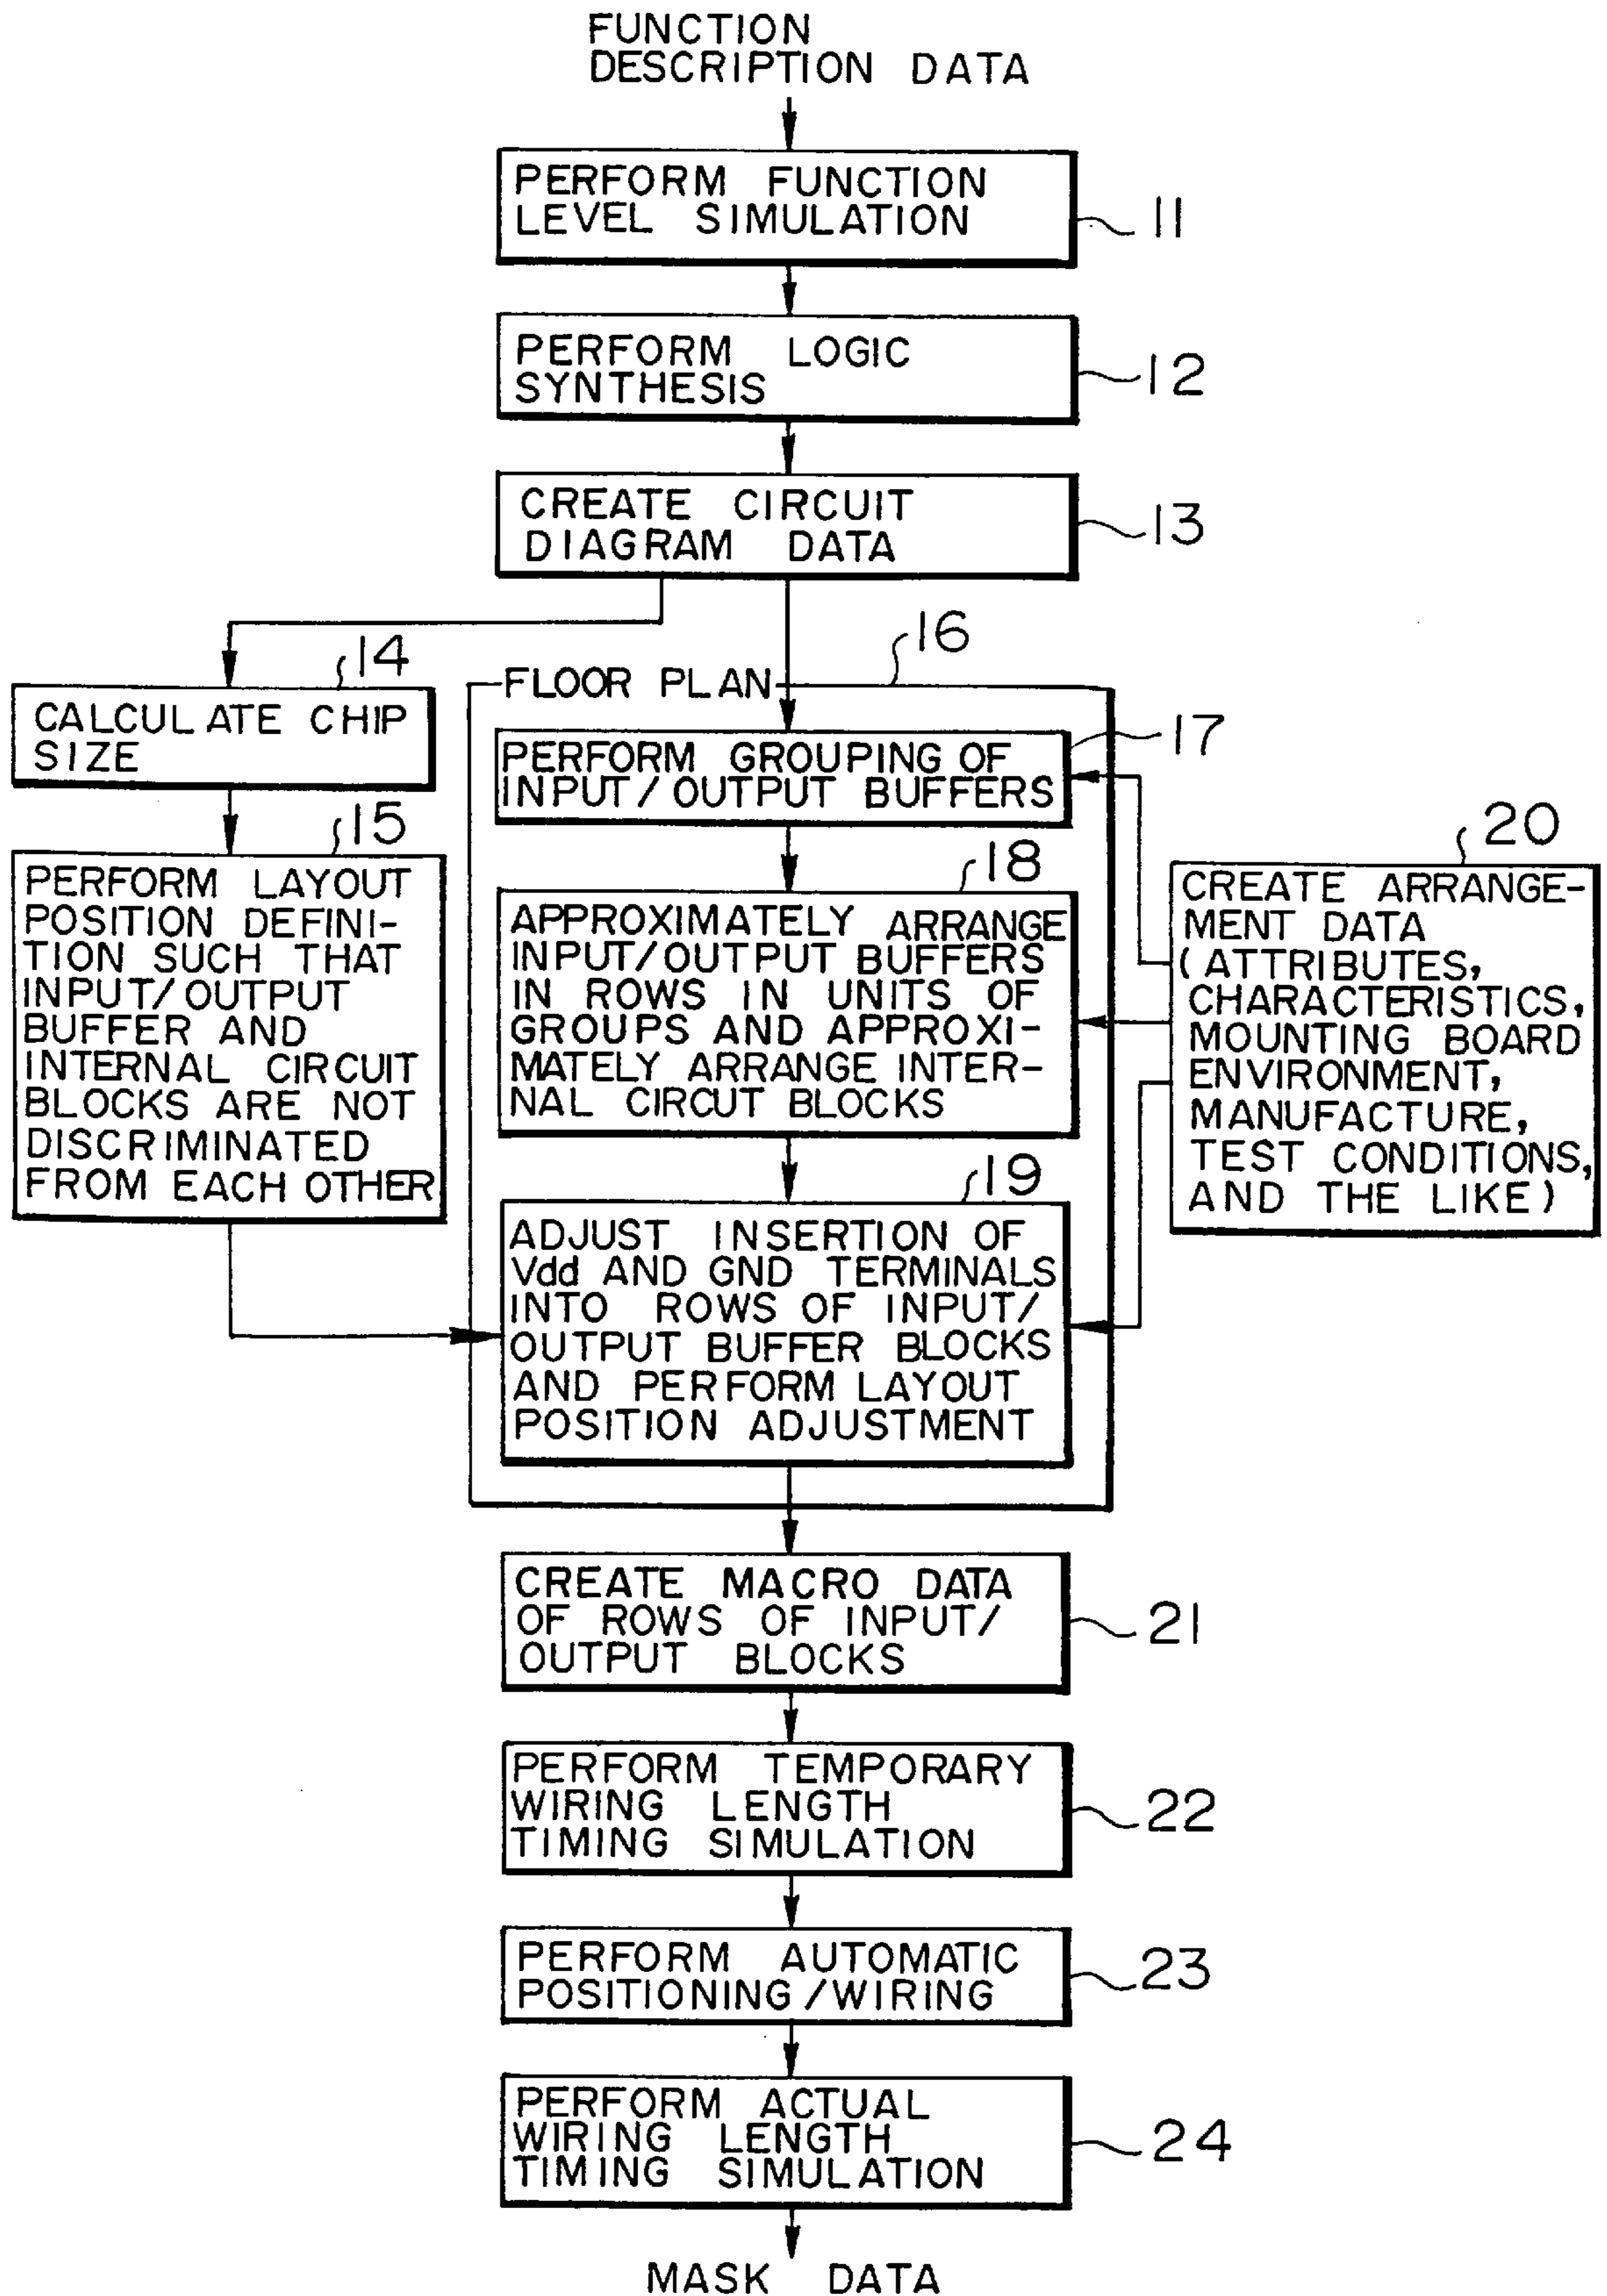 FUNCTION
DESCRIPTION DATA
PERFORM FUNCTION
LEVEL SIMULATION
11
PERFORM LOGIC
SYNTHESIS
12
CREATE CIRCUIT
DIAGRAM DATA
13
14
CALCULATE CHIP
SIZE
15
PERFORM LAYOUT
POSITION DEFINI-
TION SUCH THAT
INPUT/OUTPUT
BUFFER AND
INTERNAL CIRCUIT
BLOCKS ARE NOT
DISCRIMINATED
FROM EACH OTHER
16
FLOOR PLAN
17
PERFORM GROUPING OF
INPUT/OUTPUT BUFFERS
18
APPROXIMATELY ARRANGE
INPUT/OUTPUT BUFFERS
IN ROWS IN UNITS OF
GROUPS AND APPROXI-
MATELY ARRANGE INTER-
NAL CIRCUT BLOCKS
19
ADJUST INSERTION OF
Vdd AND GND TERMINALS
INTO ROWS OF INPUT/
OUTPUT BUFFER BLOCKS
AND PERFORM LAYOUT
POSITION ADJUSTMENT
20
CREATE ARRANGE-
MENT DATA
(ATTRIBUTES,
CHARACTERISTICS,
MOUNTING BOARD
ENVIRONMENT,
MANUFACTURE,
TEST CONDITIONS,
AND THE LIKE)
CREATE MACRO DATA
OF ROWS OF INPUT/
OUTPUT BLOCKS
21
PERFORM TEMPORARY
WIRING LENGTH
TIMING SIMULATION
22
PERFORM AUTOMATIC
POSITIONING/WIRING
23
PERFORM ACTUAL
WIRING LENGTH
TIMING SIMULATION
24
MASK DATA